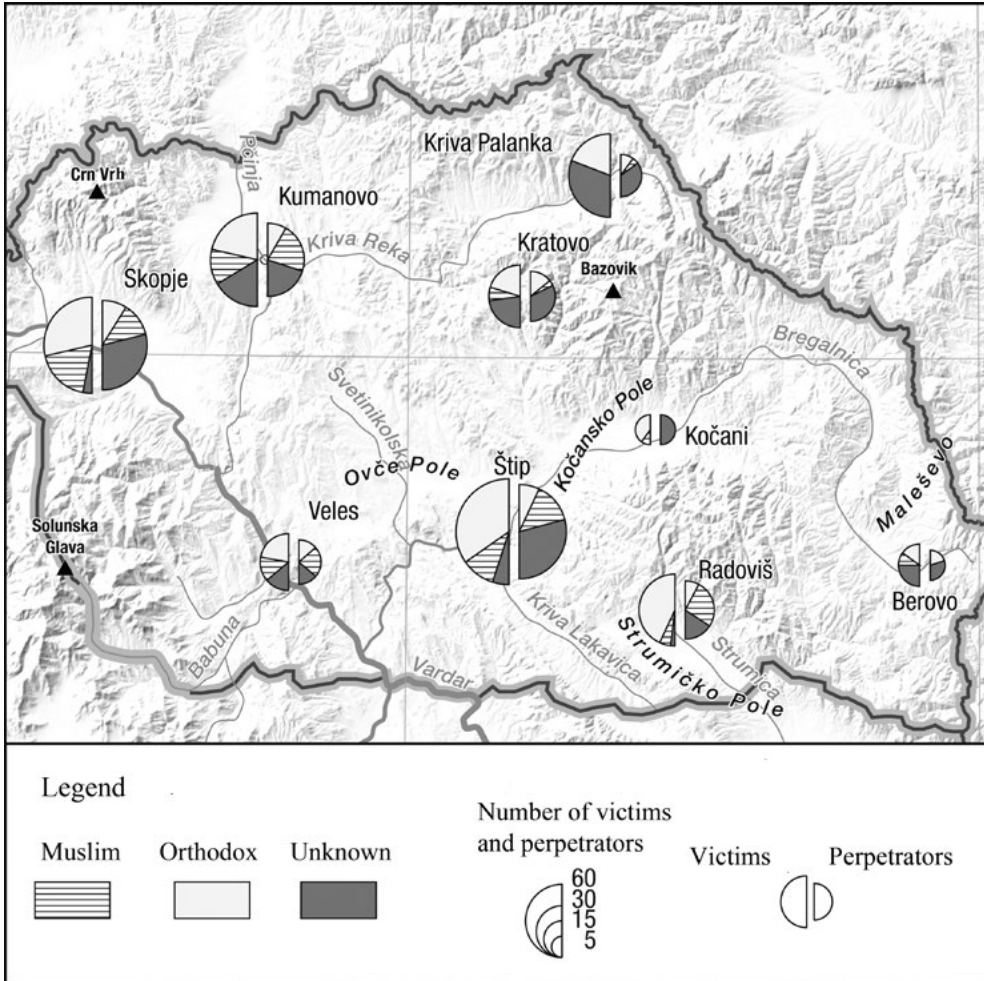 Crn Vrh
Pčinja
Kriva Palanka
Kumanovo
Kriva Reka
Kratovo
Bazovik
Skopje
Bregalnica
Svetinikolska
Kočansko Pole
Kočani
Ovče Pole
Štip
Maleševo
Veles
Solunska
Glava
Radoviš
Berovo
Babuna
Kriva Lakavica
Strumica
Strumičko Pole
Vardar
Legend
Muslim Orthodox Unknown
Number of victims
and perpetrators
60
30
15
5
Victims Perpetrators